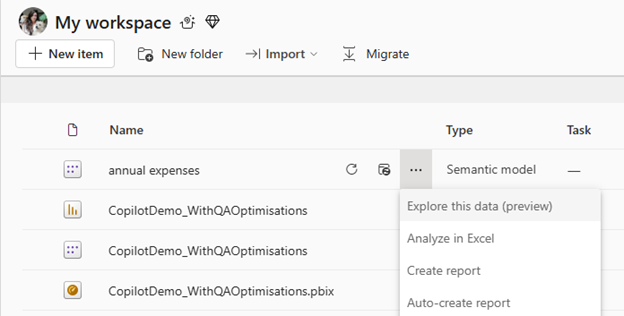 My workspace
+ New item New folder Import Migrate
Name Type Task
annual expenses ... Semantic model —
CopilotDemo_WithQAOptimisations Explore this data (preview)
CopilotDemo_WithQAOptimisations Analyze in Excel
Create report
CopilotDemo_WithQAOptimisations.pbix Auto-create report